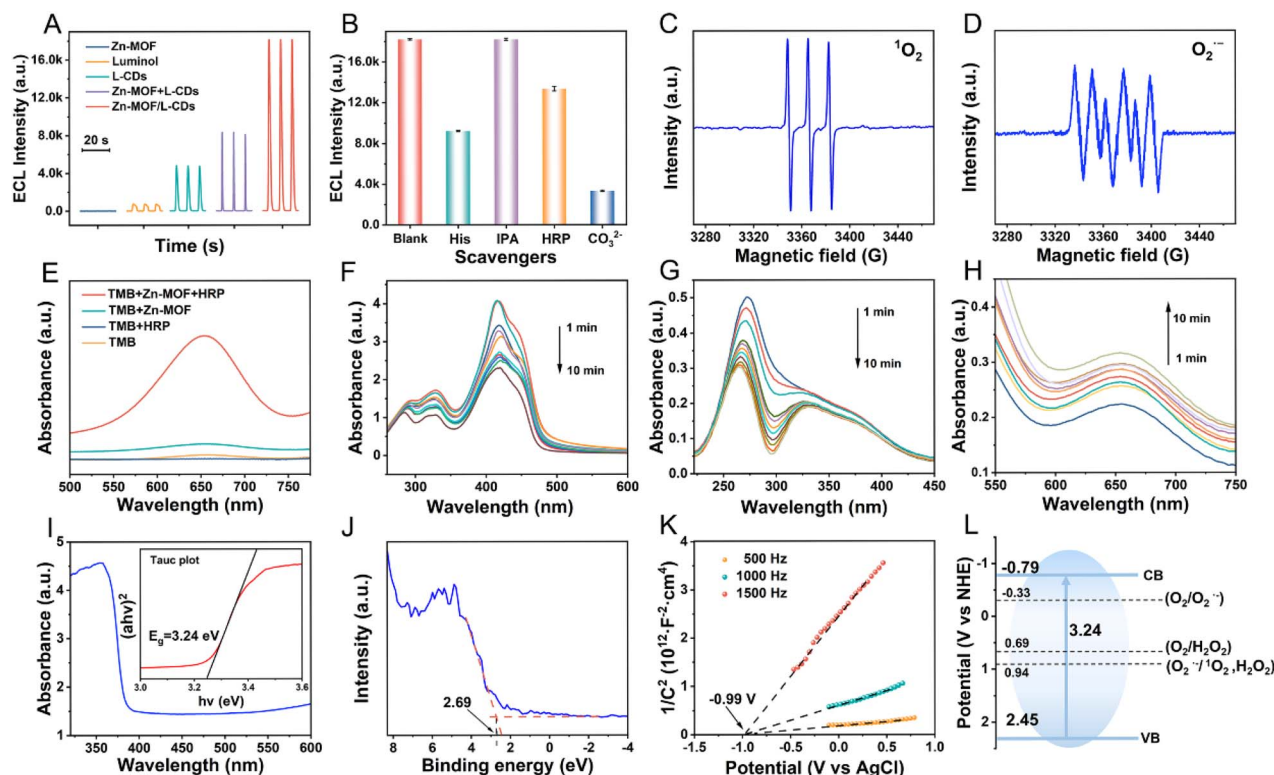 A
Zn-MOF
Luminol
L-CDs
Zn-MOF+L-CDs
Zn-MOF/L-CDs
20 s
ECL Intensity (a.u.)
16.0k
12.0k
8.0k
4.0k
0.0
Time (s)
B
ECL Intensity (a.u.)
20.0k
16.0k
12.0k
8.0k
4.0k
0.0
Blank His IPA HRP CO₃²⁻
Scavengers
C
¹O₂
Intensity (a.u.)
3280 3320 3360 3400 3440
Magnetic field (G)
D
O₂˙⁻
Intensity (a.u.)
3280 3320 3360 3400 3440
Magnetic field (G)
E
TMB+Zn-MOF+HRP
TMB+Zn-MOF
TMB+HRP
TMB
Absorbance (a.u.)
500 550 600 650 700 750
Wavelength (nm)
F
1 min
10 min
Absorbance (a.u.)
4
3
2
1
0
300 400 500 600
Wavelength (nm)
G
1 min
10 min
Absorbance (a.u.)
0.5
0.4
0.3
0.2
0.1
0.0
250 300 350 400 450
Wavelength (nm)
H
10 min
1 min
Absorbance (a.u.)
0.4
0.3
0.2
0.1
550 600 650 700 750
Wavelength (nm)
I
Absorbance (a.u.)
5
4
3
2
1
Tauc plot
(ahv)²
E_g=3.24 eV
3.0 3.2 3.4 3.6
hv (eV)
350 400 450 500 550 600
Wavelength (nm)
J
Intensity (a.u.)
2.69
8 6 4 2 0 -2 -4
Binding energy (eV)
K
500 Hz
1000 Hz
1500 Hz
1/C² (10¹²·F⁻²·cm⁴)
4
3
2
1
0
-0.99 V
-1.5 -1.0 -0.5 0.0 0.5 1.0
Potential (V vs AgCl)
L
Potential (V vs NHE)
-1
0
1
2
-0.79
CB
-0.33
(O₂/O₂˙⁻)
3.24
0.69
(O₂/H₂O₂)
0.94
(O₂˙⁻/¹O₂,H₂O₂)
2.45
VB